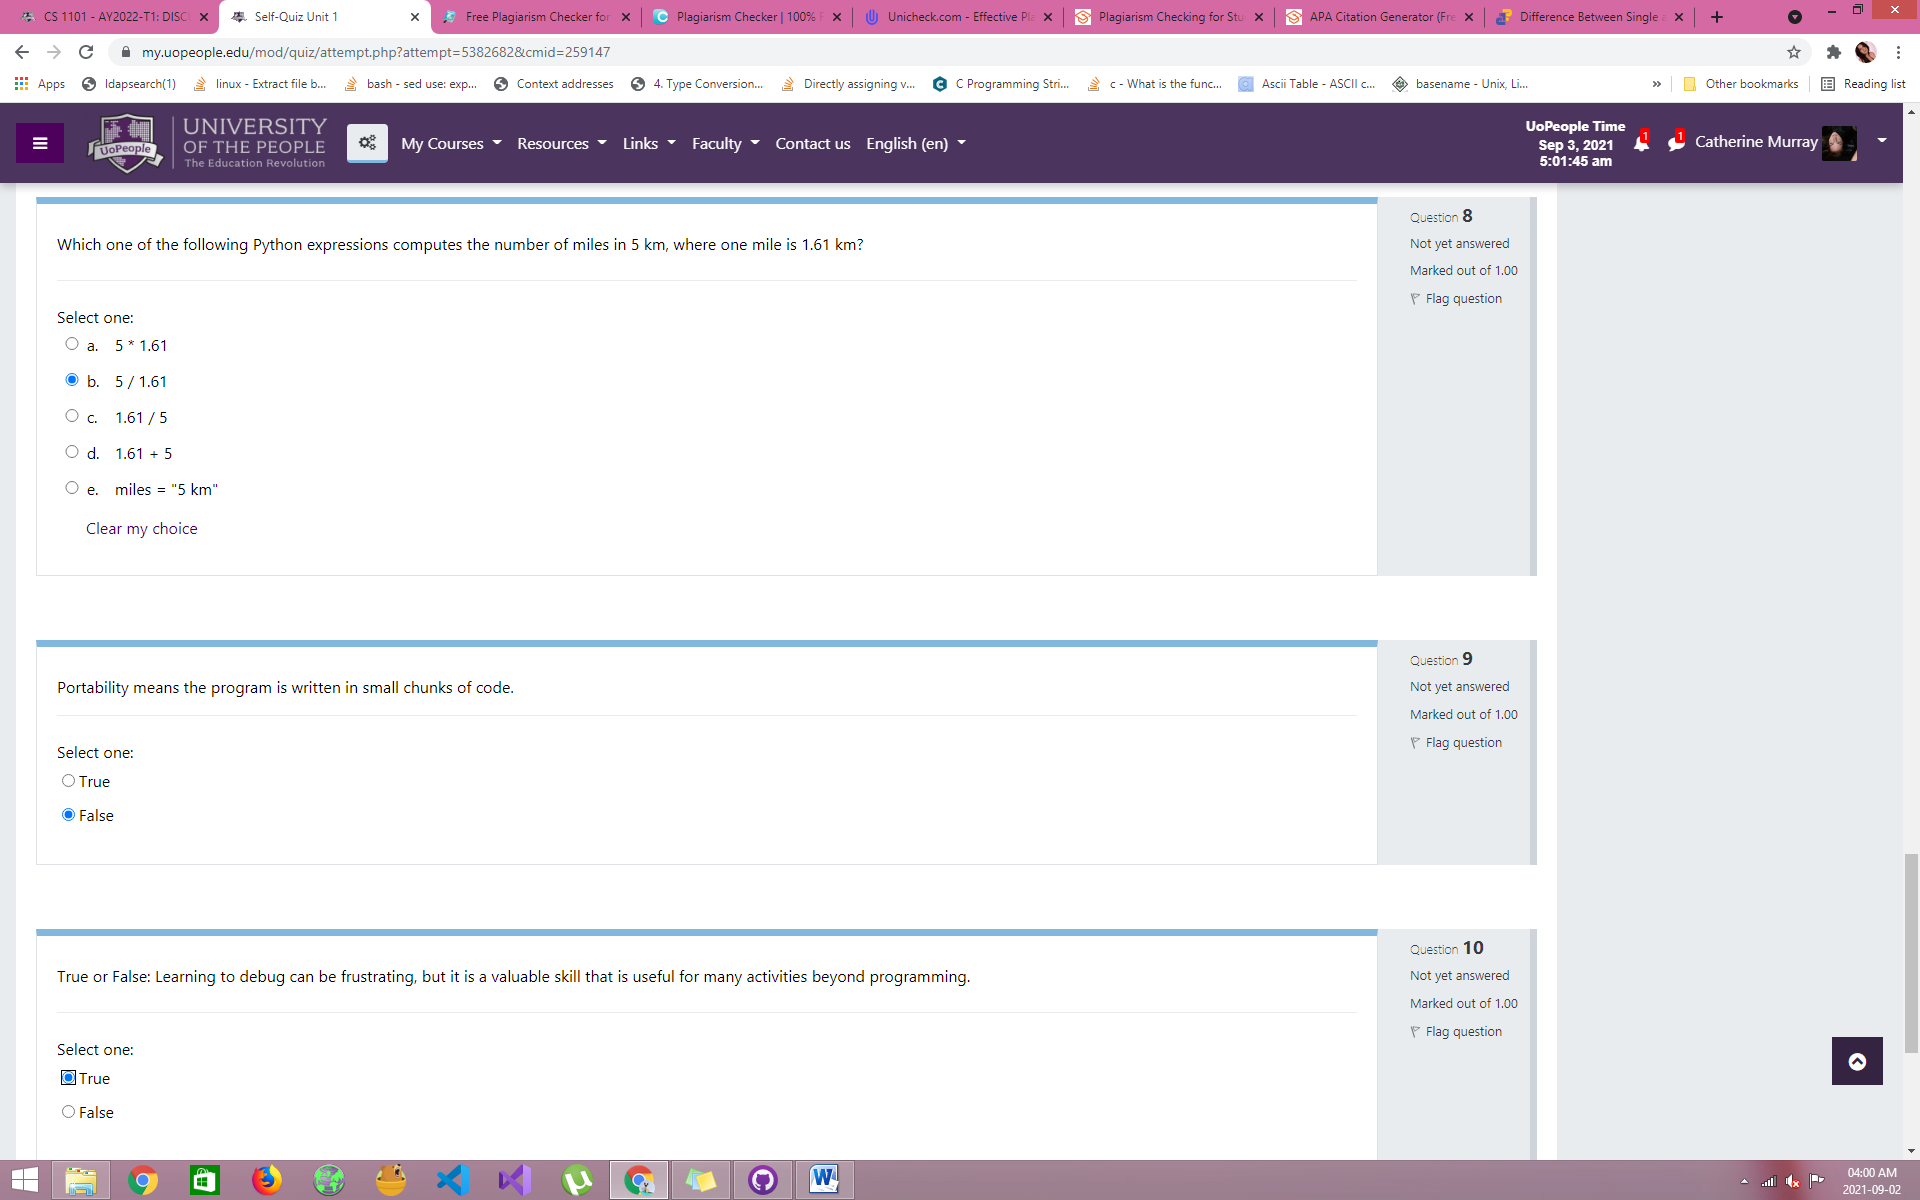 CS 1101 - AY2022-T1: DISC
Self-Quiz Unit 1
Free Plagiarism Checker for
Plagiarism Checker | 100% F
Unicheck.com - Effective Pla
Plagiarism Checking for Stu
APA Citation Generator (Fre
Difference Between Single a
my.uopeople.edu/mod/quiz/attempt.php?attempt=5382682&cmid=259147
Apps
ldapsearch(1)
linux - Extract file b...
bash - sed use: exp...
Context addresses
4. Type Conversion...
Directly assigning v...
C Programming Stri...
c - What is the func...
Ascii Table - ASCII c...
basename - Unix, Li...
»
Other bookmarks
Reading list
UoPeople
UNIVERSITY
OF THE PEOPLE
The Education Revolution
My Courses
Resources
Links
Faculty
Contact us
English (en)
UoPeople Time
Sep 3, 2021
5:01:45 am
1
1
Catherine Murray
Which one of the following Python expressions computes the number of miles in 5 km, where one mile is 1.61 km?
Select one:
a. 5 * 1.61
b. 5 / 1.61
c. 1.61 / 5
d. 1.61 + 5
e. miles = "5 km"
Clear my choice
Question 8
Not yet answered
Marked out of 1.00
Flag question
Portability means the program is written in small chunks of code.
Select one:
True
False
Question 9
Not yet answered
Marked out of 1.00
Flag question
True or False: Learning to debug can be frustrating, but it is a valuable skill that is useful for many activities beyond programming.
Select one:
True
False
Question 10
Not yet answered
Marked out of 1.00
Flag question
04:00 AM
2021-09-02